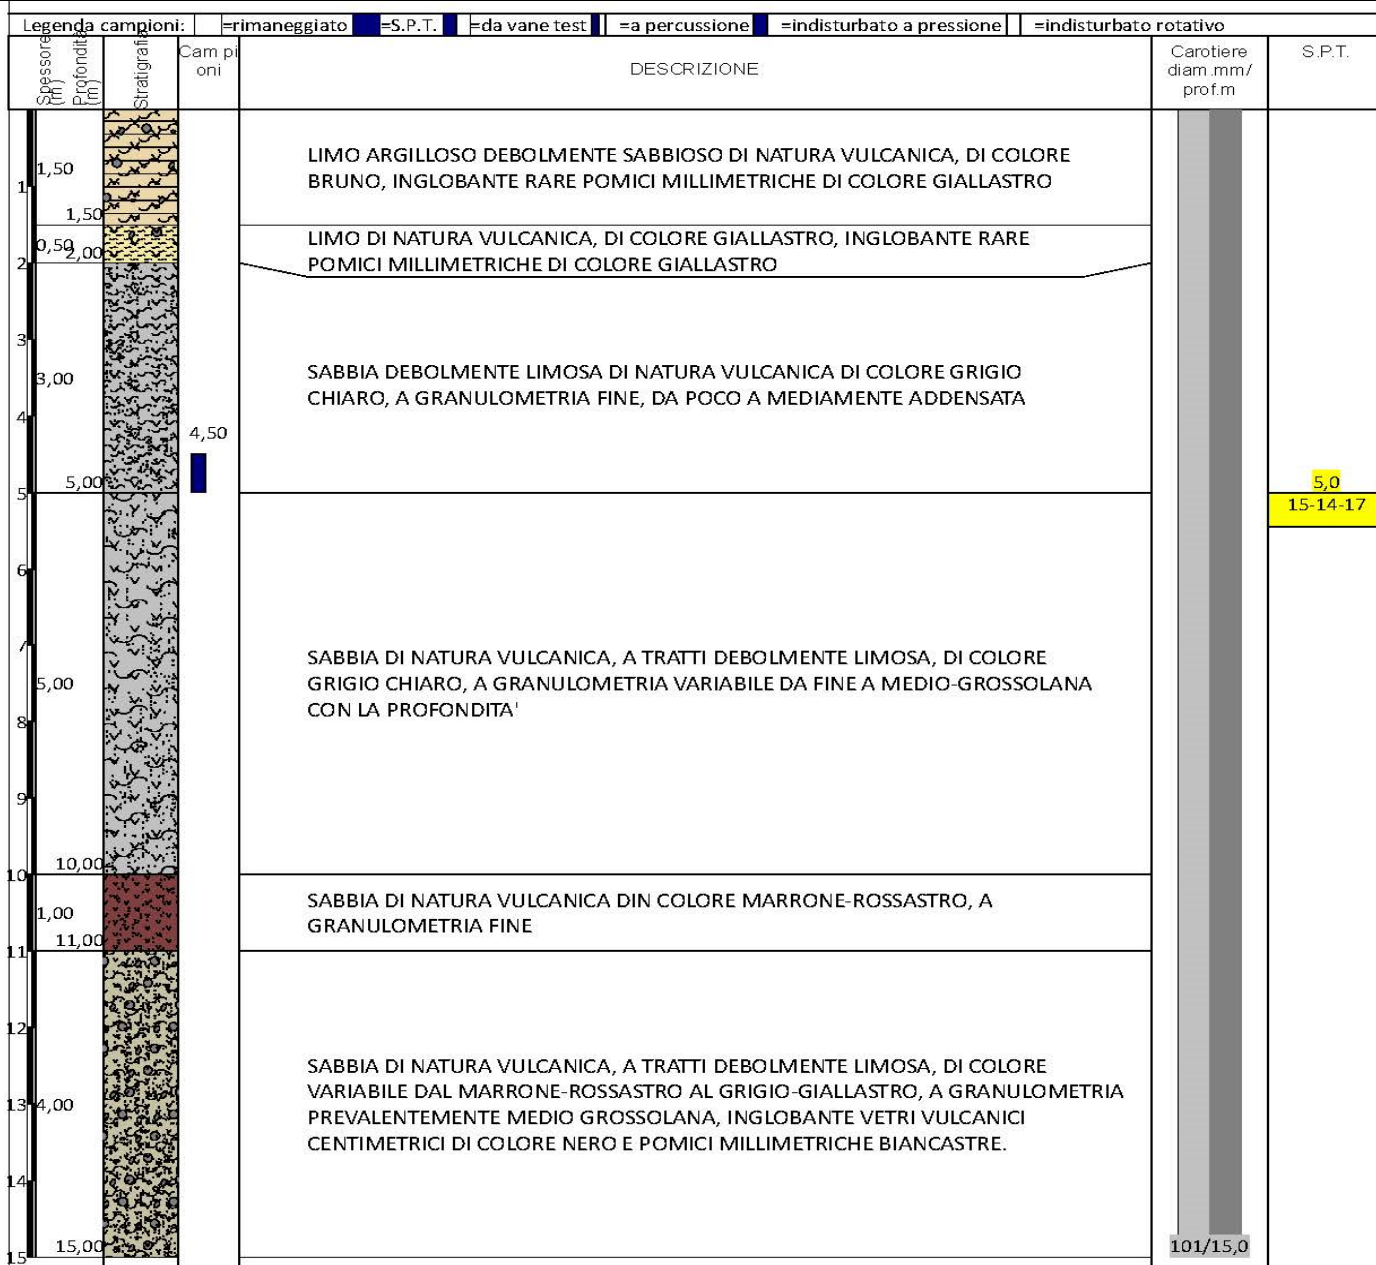 Legenda campioni: =rimaneggiato =S.P.T. =da vane test =a percussione =indisturbato a pressione =indisturbato rotativo
Spessore (m)
Profondità (m)
Stratigrafia
Campioni
DESCRIZIONE
Carotiere
diam.mm/
prof.m
S.P.T.
LIMO ARGILLOSO DEBOLMENTE SABBIOSO DI NATURA VULCANICA, DI COLORE
BRUNO, INGLOBANTE RARE POMICI MILLIMETRICHE DI COLORE GIALLASTRO
1,50
1
1,50
LIMO DI NATURA VULCANICA, DI COLORE GIALLASTRO, INGLOBANTE RARE
POMICI MILLIMETRICHE DI COLORE GIALLASTRO
0,50
2,00
2
3
SABBIA DEBOLMENTE LIMOSA DI NATURA VULCANICA DI COLORE GRIGIO
CHIARO, A GRANULOMETRIA FINE, DA POCO A MEDIAMENTE ADDENSATA
3,00
4
4,50
5,00
5
5,0
15-14-17
6
7
SABBIA DI NATURA VULCANICA, A TRATTI DEBOLMENTE LIMOSA, DI COLORE
GRIGIO CHIARO, A GRANULOMETRIA VARIABILE DA FINE A MEDIO-GROSSOLANA
CON LA PROFONDITA'
5,00
8
9
10,00
10
SABBIA DI NATURA VULCANICA DIN COLORE MARRONE-ROSSASTRO, A
GRANULOMETRIA FINE
1,00
11,00
11
12
SABBIA DI NATURA VULCANICA, A TRATTI DEBOLMENTE LIMOSA, DI COLORE
VARIABILE DAL MARRONE-ROSSASTRO AL GRIGIO-GIALLASTRO, A GRANULOMETRIA
PREVALENTEMENTE MEDIO GROSSOLANA, INGLOBANTE VETRI VULCANICI
CENTIMETRICI DI COLORE NERO E POMICI MILLIMETRICHE BIANCASTRE.
13
4,00
14
15,00
15
101/15,0